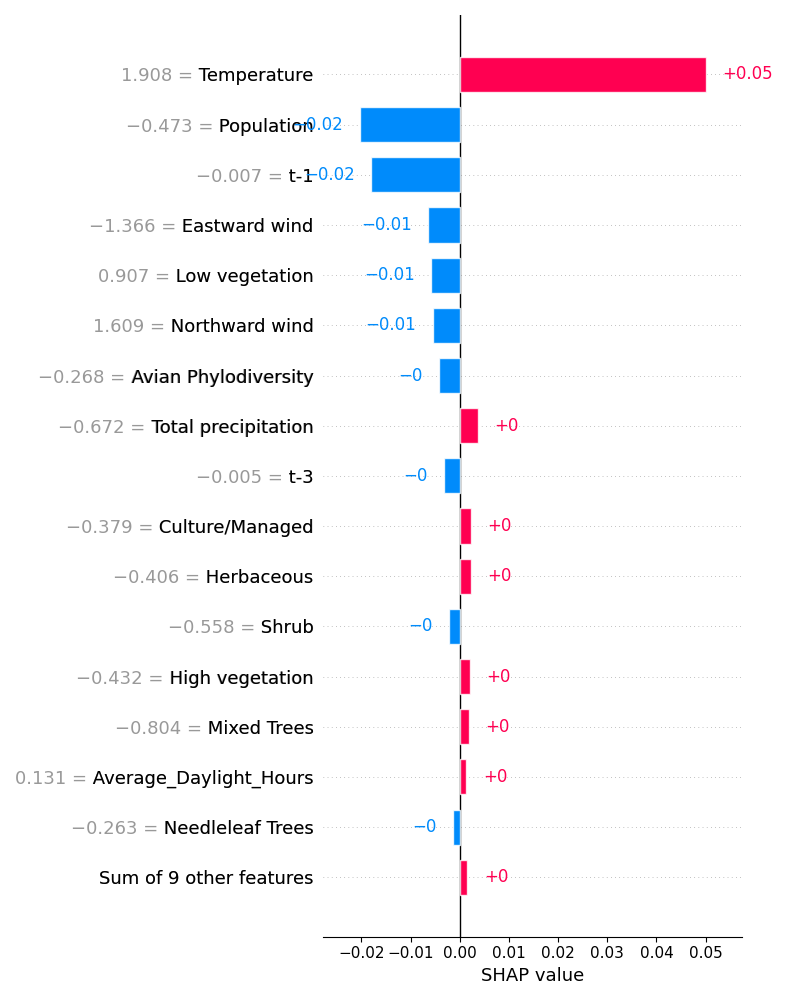 1.908 = Temperature +0.05
−0.473 = Population −0.02
−0.007 = t-1 −0.02
−1.366 = Eastward wind −0.01
0.907 = Low vegetation −0.01
1.609 = Northward wind −0.01
−0.268 = Avian Phylodiversity −0
−0.672 = Total precipitation +0
−0.005 = t-3 −0
−0.379 = Culture/Managed +0
−0.406 = Herbaceous +0
−0.558 = Shrub −0
−0.432 = High vegetation +0
−0.804 = Mixed Trees +0
0.131 = Average_Daylight_Hours +0
−0.263 = Needleleaf Trees −0
Sum of 9 other features +0
−0.02 −0.01 0.00 0.01 0.02 0.03 0.04 0.05
SHAP value